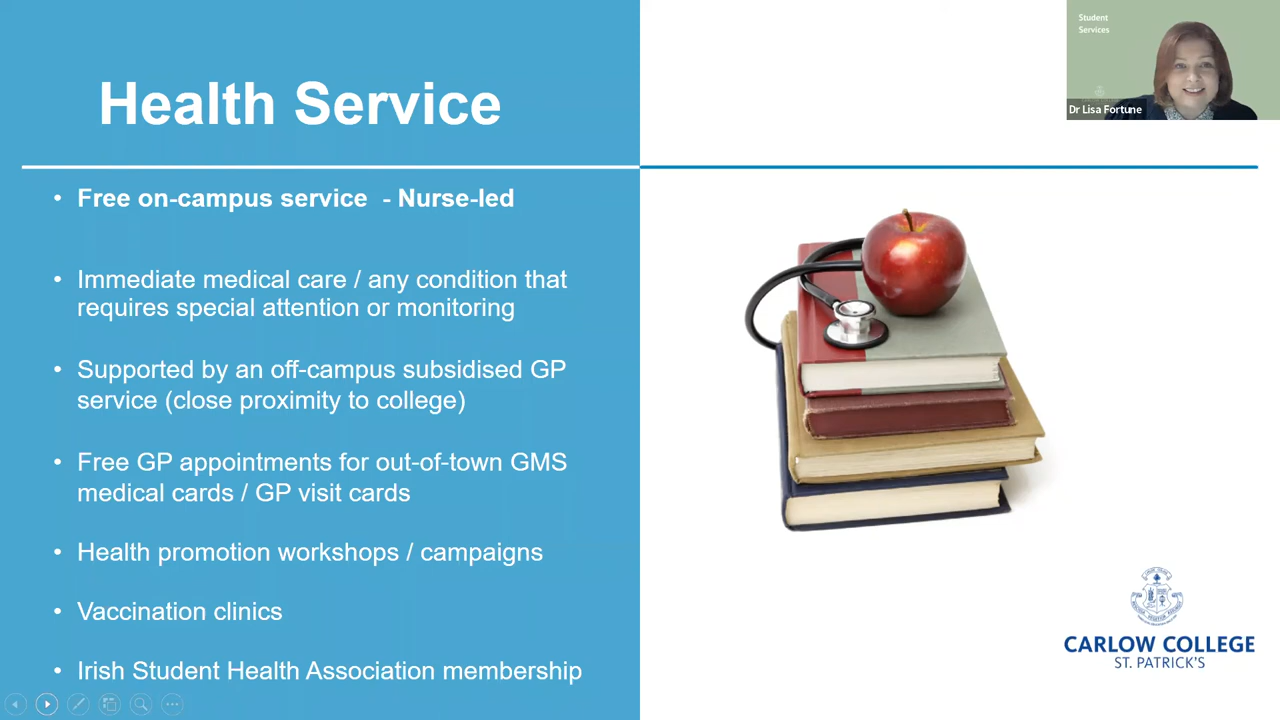 Health Service
• Free on-campus service  - Nurse-led
• Immediate medical care / any condition that
requires special attention or monitoring
• Supported by an off-campus subsidised GP
service (close proximity to college)
• Free GP appointments for out-of-town GMS
medical cards / GP visit cards
• Health promotion workshops / campaigns
• Vaccination clinics
• Irish Student Health Association membership
Student
Services
Dr Lisa Fortune
CARLOW COLLEGE
ST. PATRICK'S